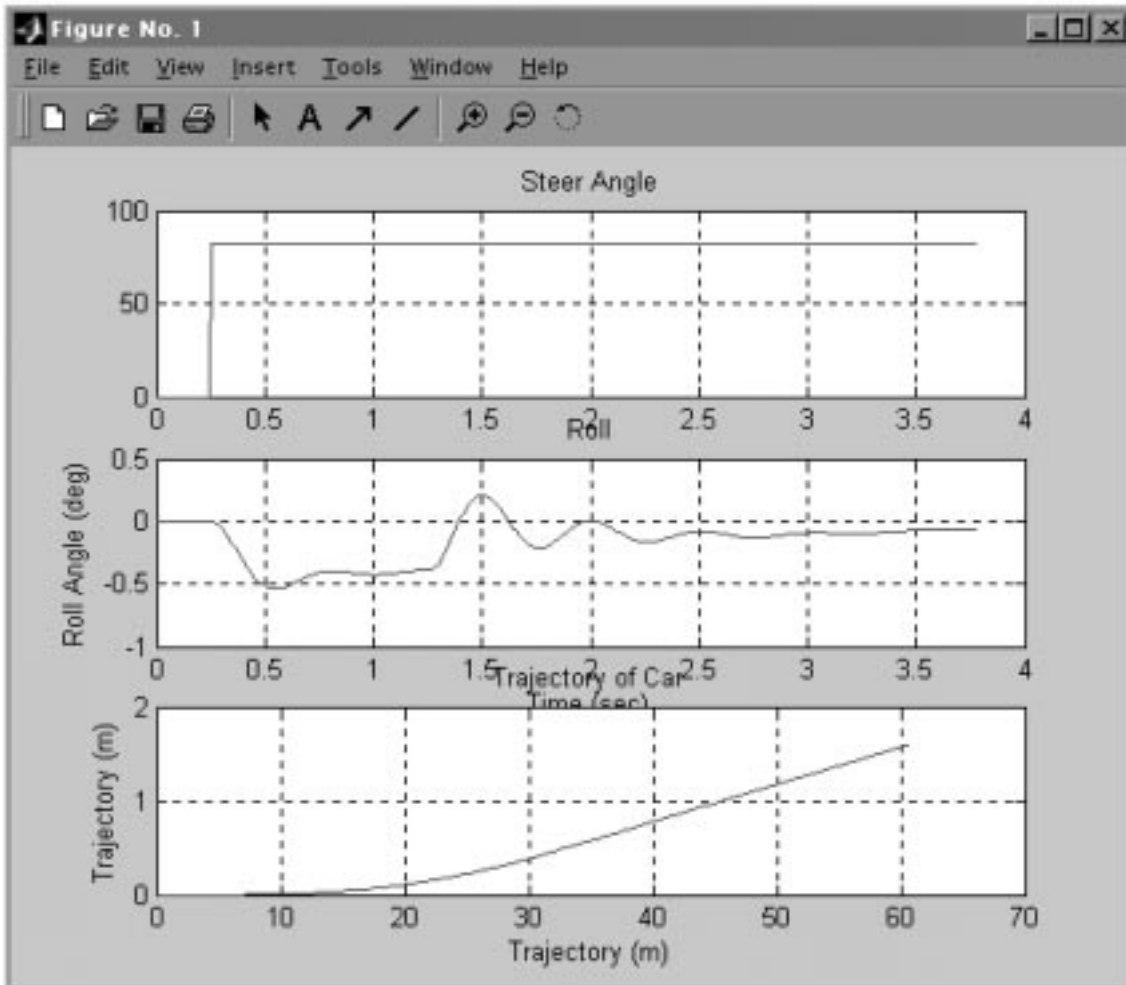 Figure No. 1
File Edit View Insert Tools Window Help
Steer Angle
100
50
0
0 0.5 1 1.5 2 2.5 3 3.5 4
Roll
Roll Angle (deg)
0.5
0
-0.5
-1
0 0.5 1 1.5 2 2.5 3 3.5 4
Trajectory of Car
Time (sec)
Trajectory (m)
2
1
0
0 10 20 30 40 50 60 70
Trajectory (m)